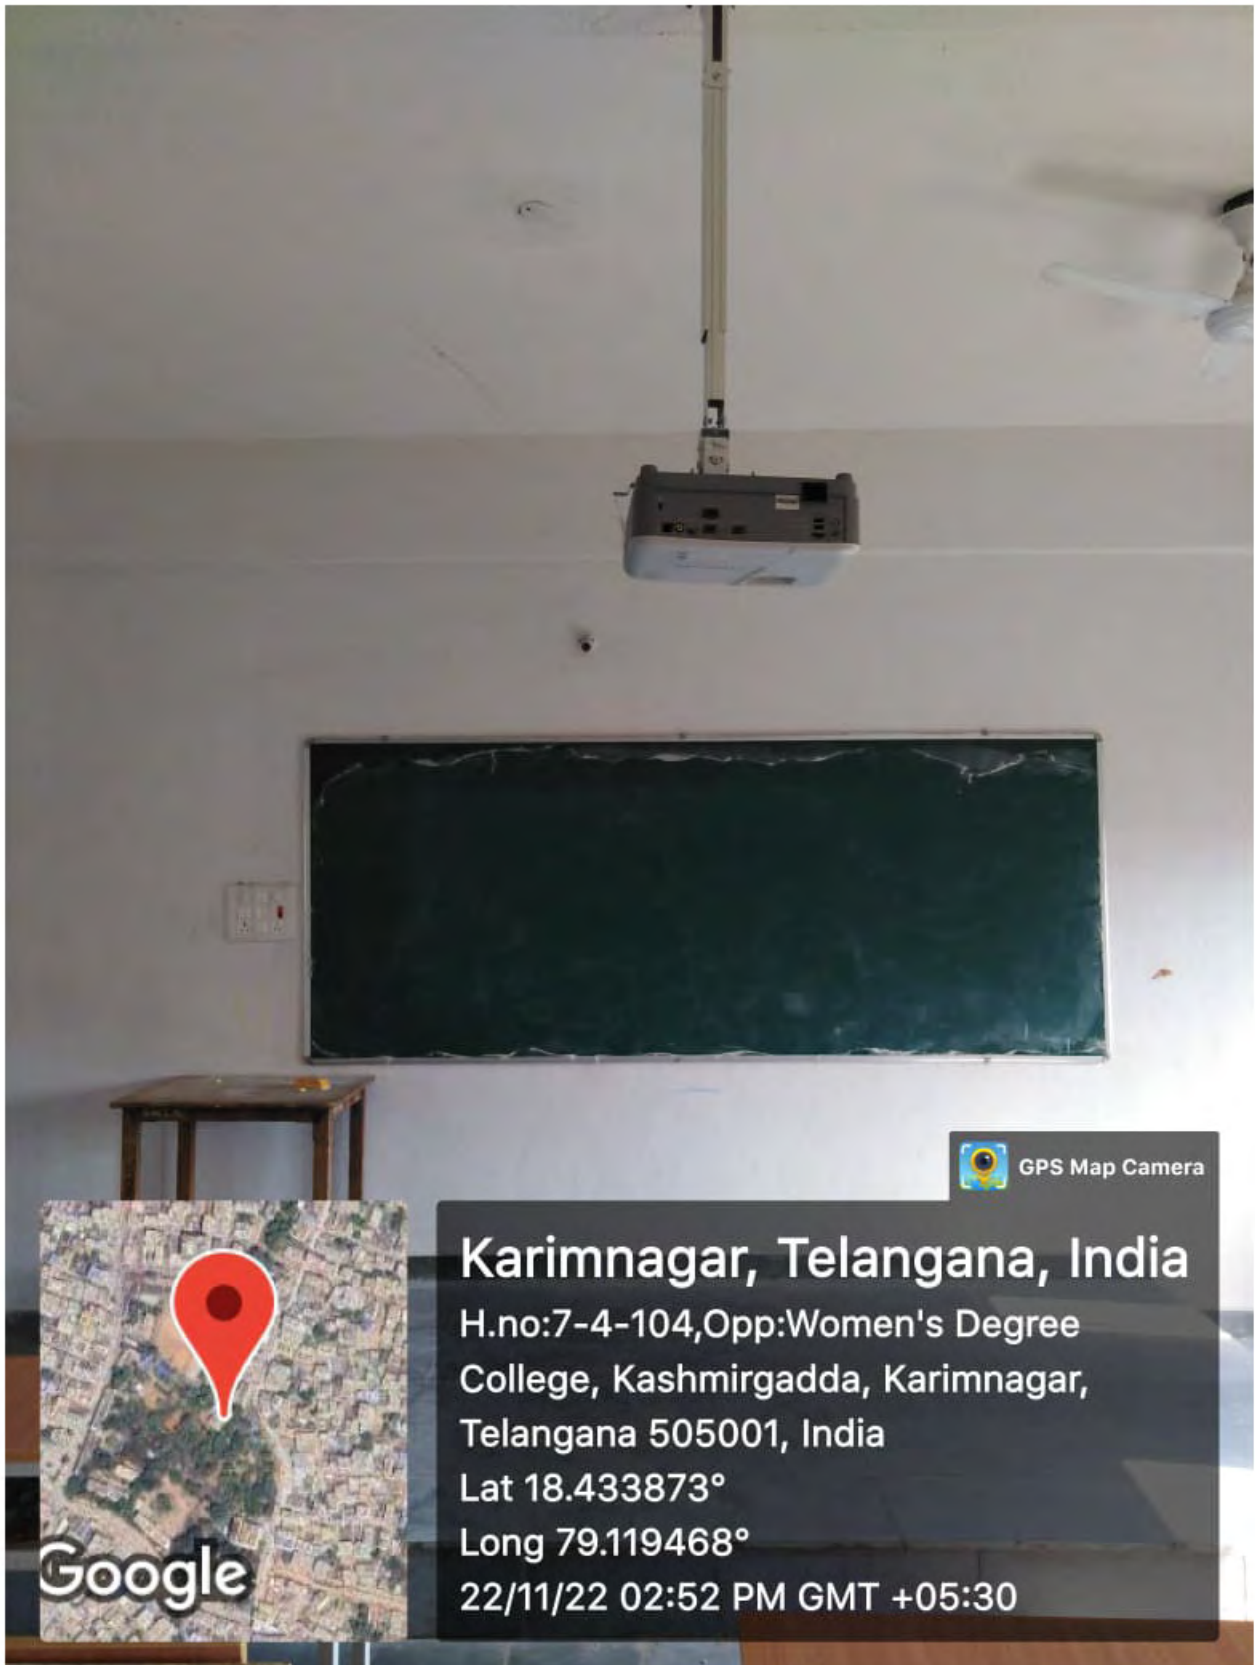 GPS Map Camera
Karimnagar, Telangana, India
H.no:7-4-104,Opp:Women's Degree
College, Kashmirgadda, Karimnagar,
Telangana 505001, India
Lat 18.433873°
Long 79.119468°
22/11/22 02:52 PM GMT +05:30
Google